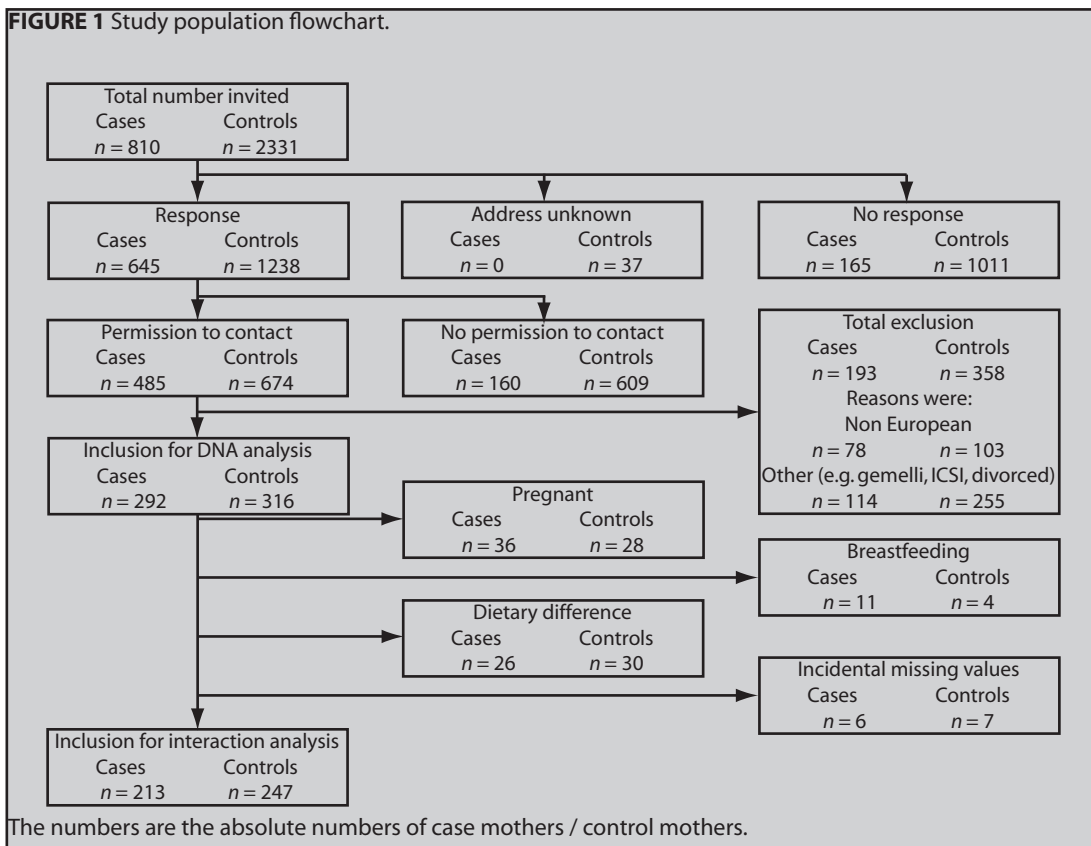 FIGURE 1 Study population flowchart.
Total number invited
Cases Controls
n = 810 n = 2331
Response
Cases Controls
n = 645 n = 1238
Address unknown
Cases Controls
n = 0 n = 37
No response
Cases Controls
n = 165 n = 1011
Permission to contact
Cases Controls
n = 485 n = 674
No permission to contact
Cases Controls
n = 160 n = 609
Total exclusion
Cases Controls
n = 193 n = 358
Reasons were:
Non European
n = 78 n = 103
Other (e.g. gemelli, ICSI, divorced)
n = 114 n = 255
Inclusion for DNA analysis
Cases Controls
n = 292 n = 316
Pregnant
Cases Controls
n = 36 n = 28
Breastfeeding
Cases Controls
n = 11 n = 4
Dietary difference
Cases Controls
n = 26 n = 30
Incidental missing values
Cases Controls
n = 6 n = 7
Inclusion for interaction analysis
Cases Controls
n = 213 n = 247
The numbers are the absolute numbers of case mothers / control mothers.